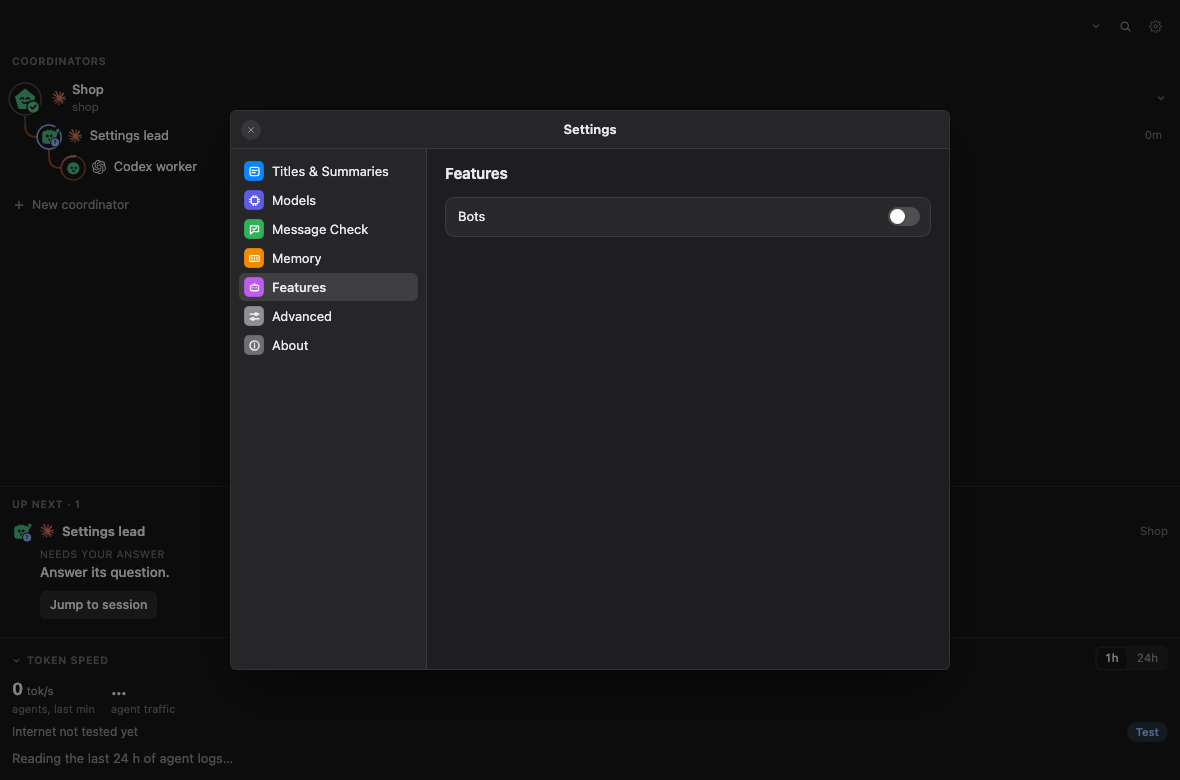 COORDINATORS
Shop
shop
Settings lead
0m
Codex worker
+ New coordinator
Settings
Titles & Summaries
Models
Message Check
Memory
Features
Advanced
About
Features
Bots
UP NEXT · 1
Settings lead
Shop
NEEDS YOUR ANSWER
Answer its question.
Jump to session
TOKEN SPEED
1h
24h
0 tok/s
...
agents, last min
agent traffic
Internet not tested yet
Test
Reading the last 24 h of agent logs...